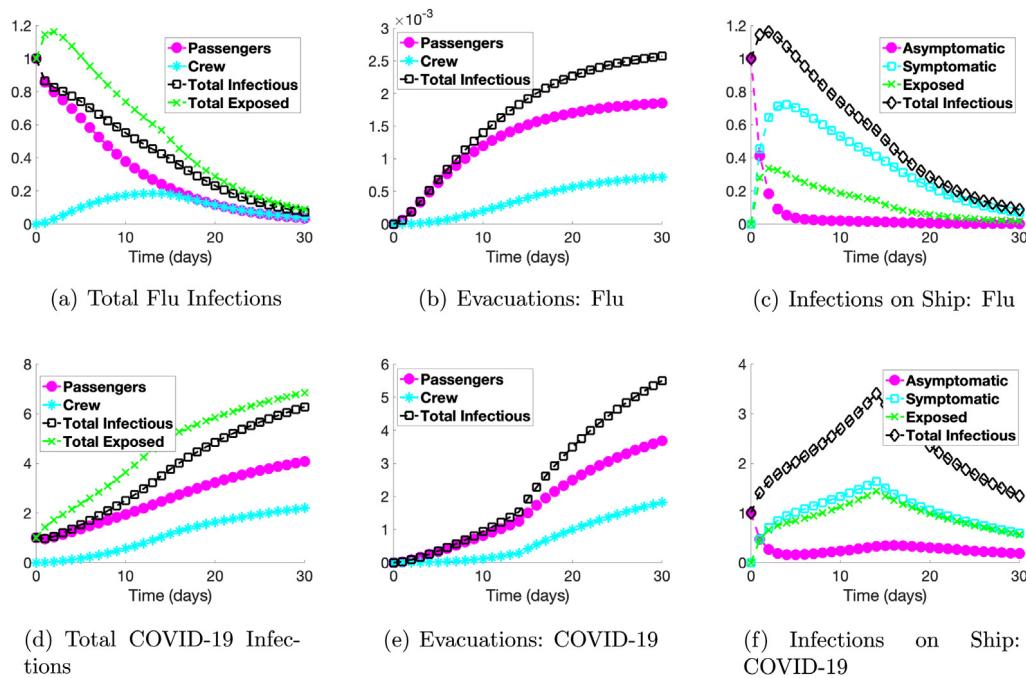 1.2
1
0.8
0.6
0.4
0.2
0
0 10 20 30
Time (days)
Passengers
Crew
Total Infectious
Total Exposed
(a) Total Flu Infections
×10⁻³
3
2.5
2
1.5
1
0.5
0
0 10 20 30
Time (days)
Passengers
Crew
Total Infectious
(b) Evacuations: Flu
1.2
1
0.8
0.6
0.4
0.2
0
0 10 20 30
Time (days)
Asymptomatic
Symptomatic
Exposed
Total Infectious
(c) Infections on Ship: Flu
8
6
4
2
0
0 10 20 30
Time (days)
Passengers
Crew
Total Infectious
Total Exposed
(d) Total COVID-19 Infec-
tions
6
5
4
3
2
1
0
0 10 20 30
Time (days)
Passengers
Crew
Total Infectious
(e) Evacuations: COVID-19
4
3
2
1
0
0 10 20 30
Time (days)
Asymptomatic
Symptomatic
Exposed
Total Infectious
(f) Infections on Ship:
COVID-19